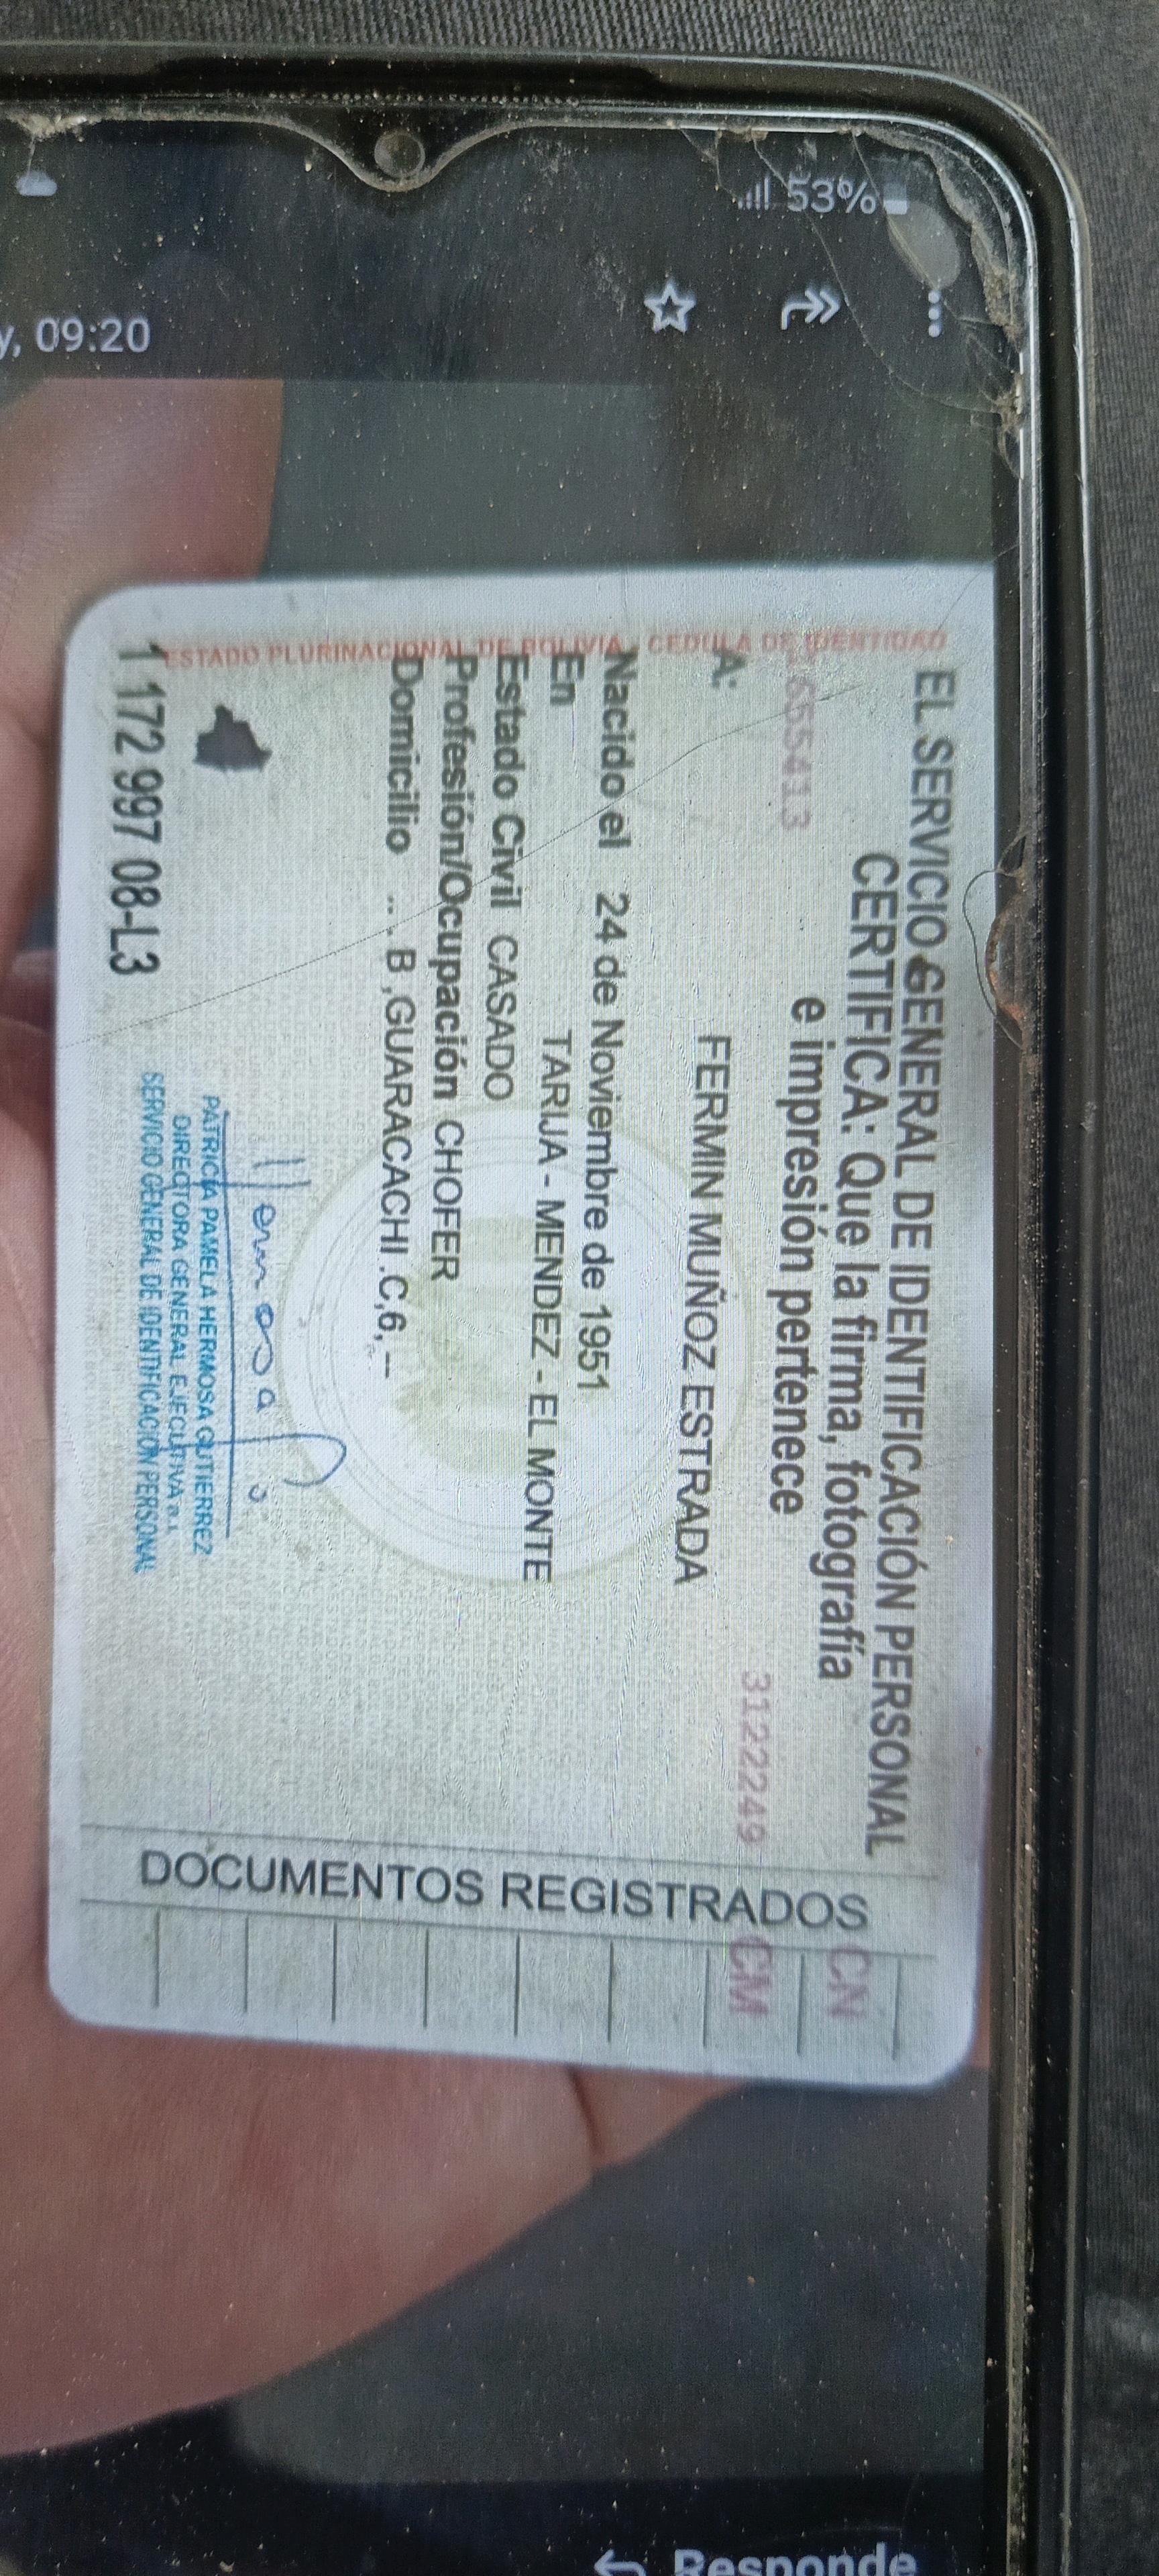 53%
y, 09:20
EL SERVICIO GENERAL DE IDENTIFICACIÓN PERSONAL
CERTIFICA: Que la firma, fotografía
e impresión pertenece
655413
3122249
A: FERMIN MUÑOZ ESTRADA
Nacido el 24 de Noviembre de 1951
En TARIJA - MENDEZ - EL MONTE
Estado Civil CASADO
Profesión/Ocupación CHOFER
Domicilio .. . B ,GUARACACHI .C,6,--
PATRICIA PAMELA HERMOSA GUTIERREZ
DIRECTORA GENERAL EJECUTIVA a.i.
SERVICIO GENERAL DE IDENTIFICACIÓN PERSONAL
1 172 997 08-L3
ESTADO PLURINACIONAL DE BOLIVIA - CEDULA DE IDENTIDAD
DOCUMENTOS REGISTRADOS
CN
CM
Responde